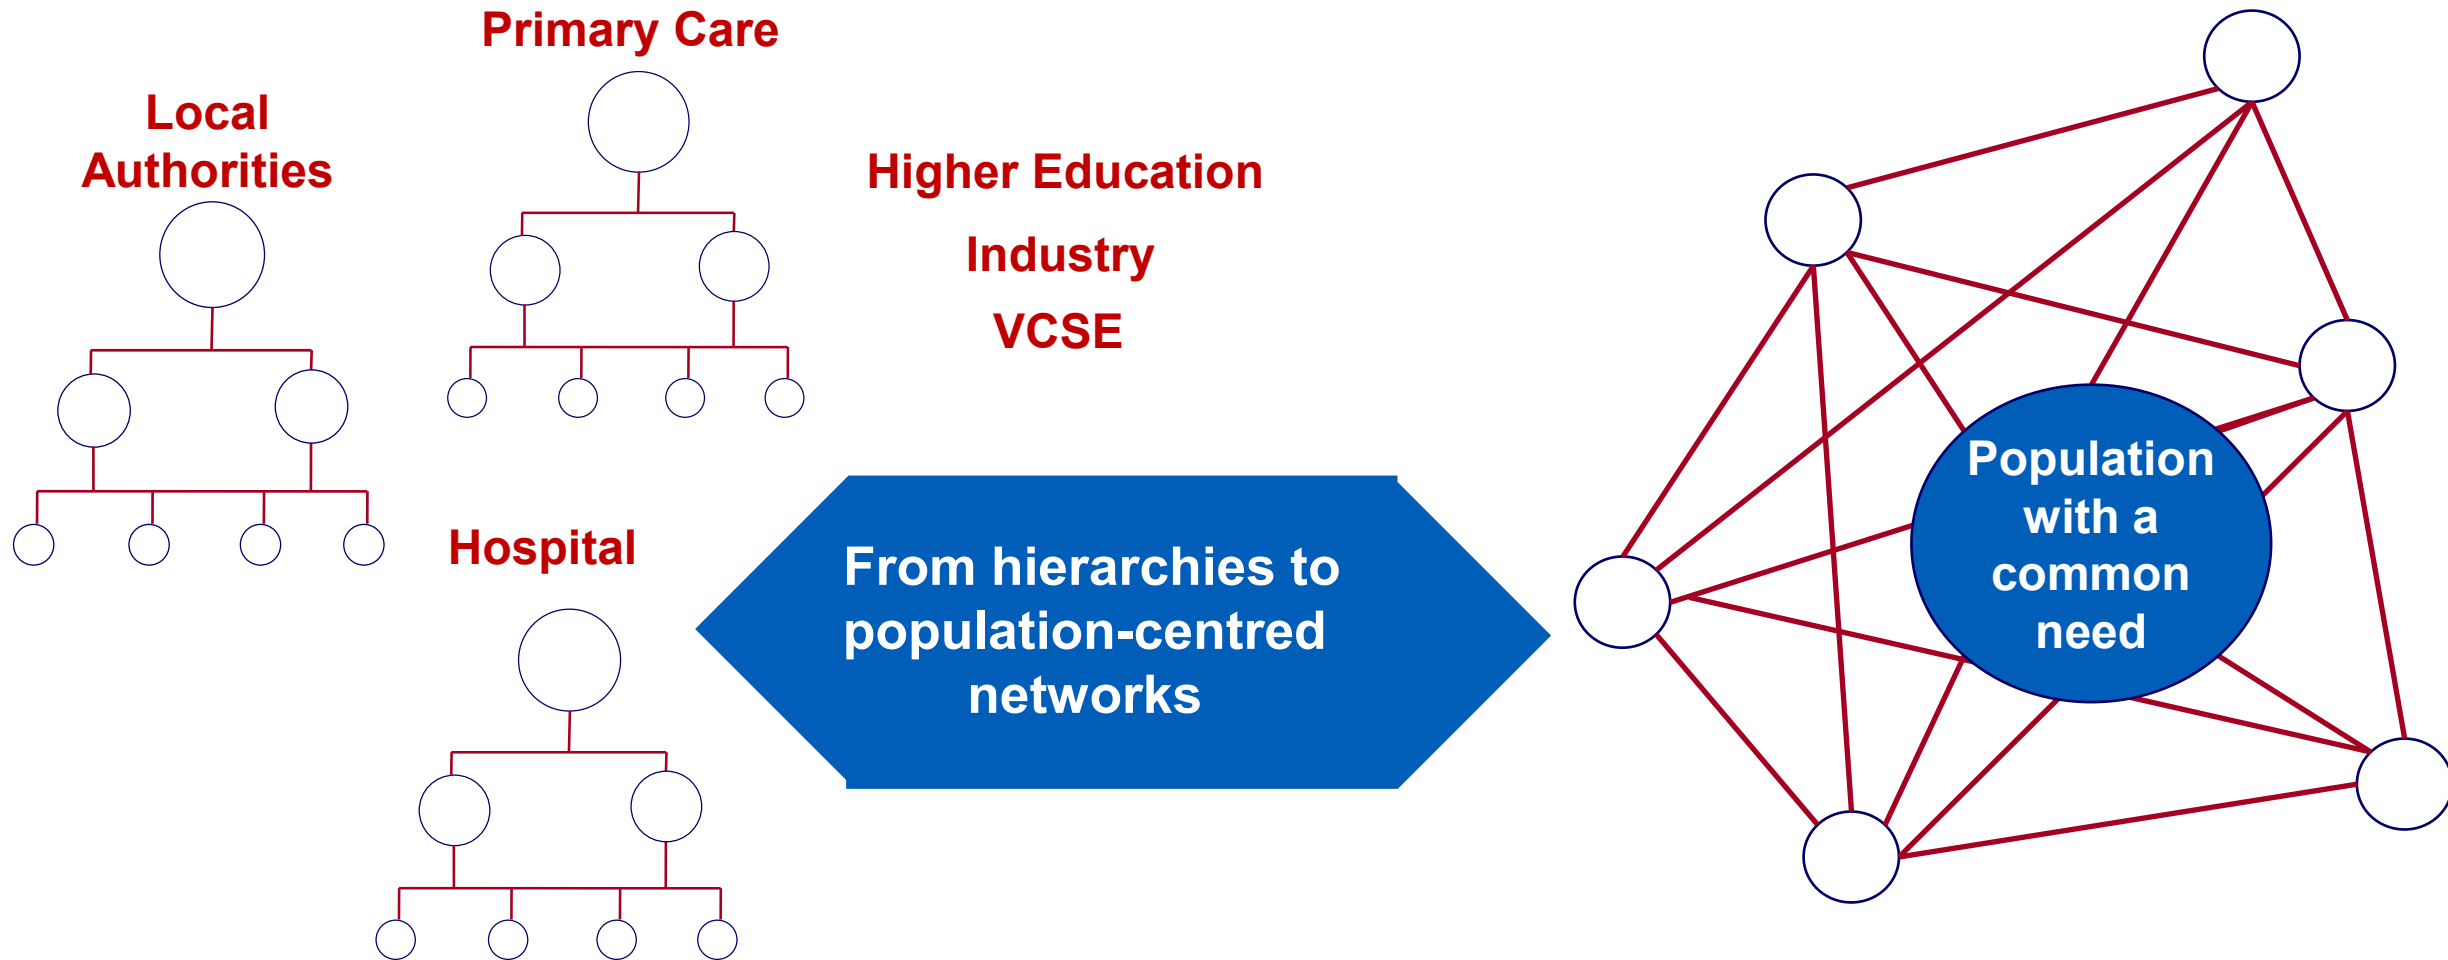 Primary Care
Local
Authorities
Higher Education
Industry
VCSE
Hospital
From hierarchies to
population-centred
networks
Population
with a
common
need